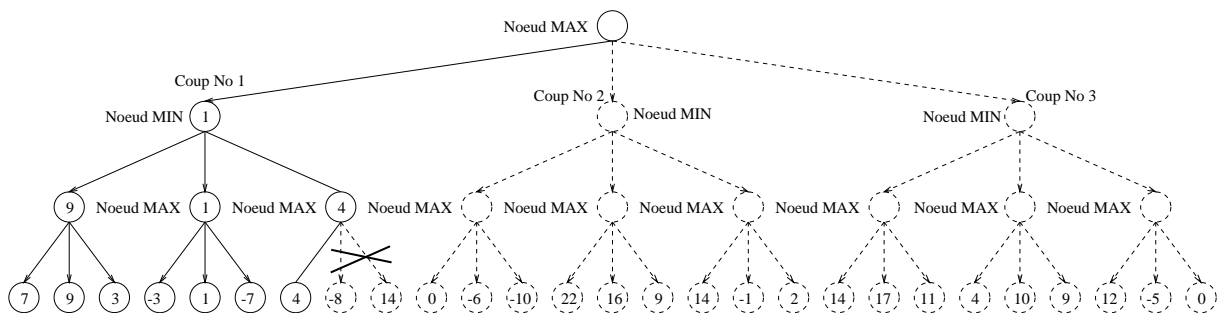 Noeud MAX
Coup No 1
Coup No 2
Coup No 3
Noeud MIN 1 Noeud MIN Noeud MIN
9 Noeud MAX 1 Noeud MAX 4 Noeud MAX Noeud MAX Noeud MAX Noeud MAX Noeud MAX Noeud MAX
7 9 3 -3 1 -7 4 -8 14 0 -6 -10 22 16 9 14 -1 2 14 17 11 4 10 9 12 -5 0